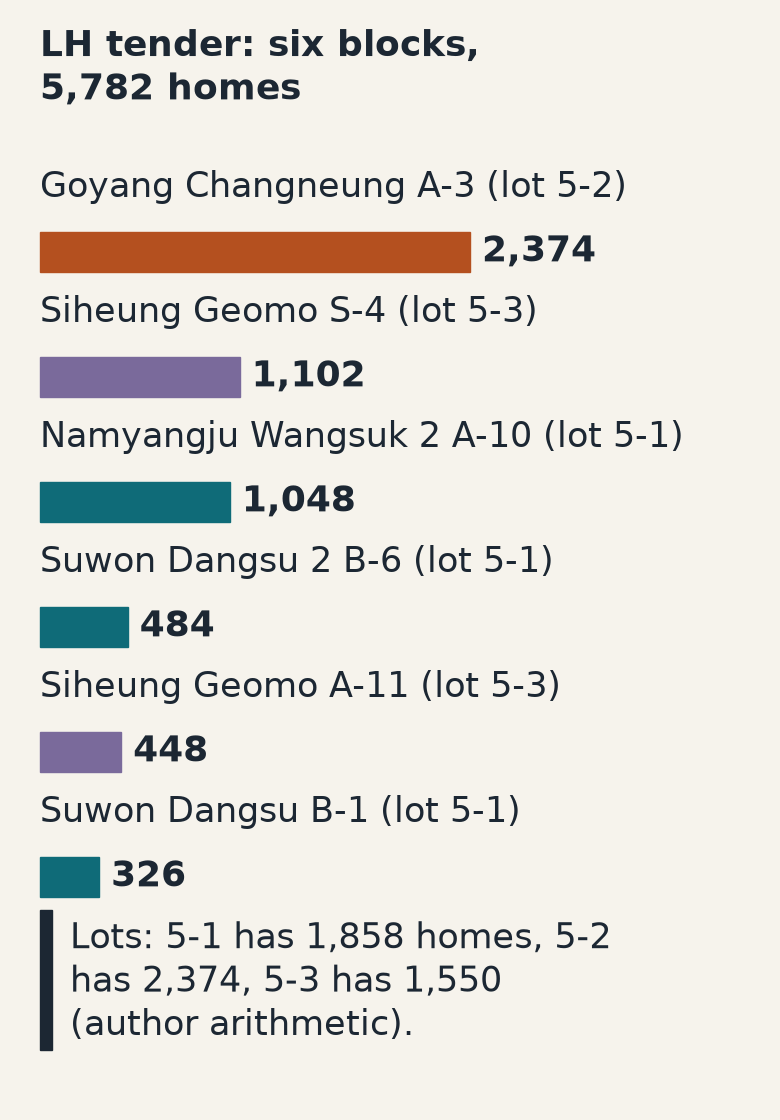 LH tender: six blocks,
5,782 homes
Goyang Changneung A-3 (lot 5-2)
2,374
Siheung Geomo S-4 (lot 5-3)
1,102
Namyangju Wangsuk 2 A-10 (lot 5-1)
1,048
Suwon Dangsu 2 B-6 (lot 5-1)
484
Siheung Geomo A-11 (lot 5-3)
448
Suwon Dangsu B-1 (lot 5-1)
326
Lots: 5-1 has 1,858 homes, 5-2
has 2,374, 5-3 has 1,550
(author arithmetic).